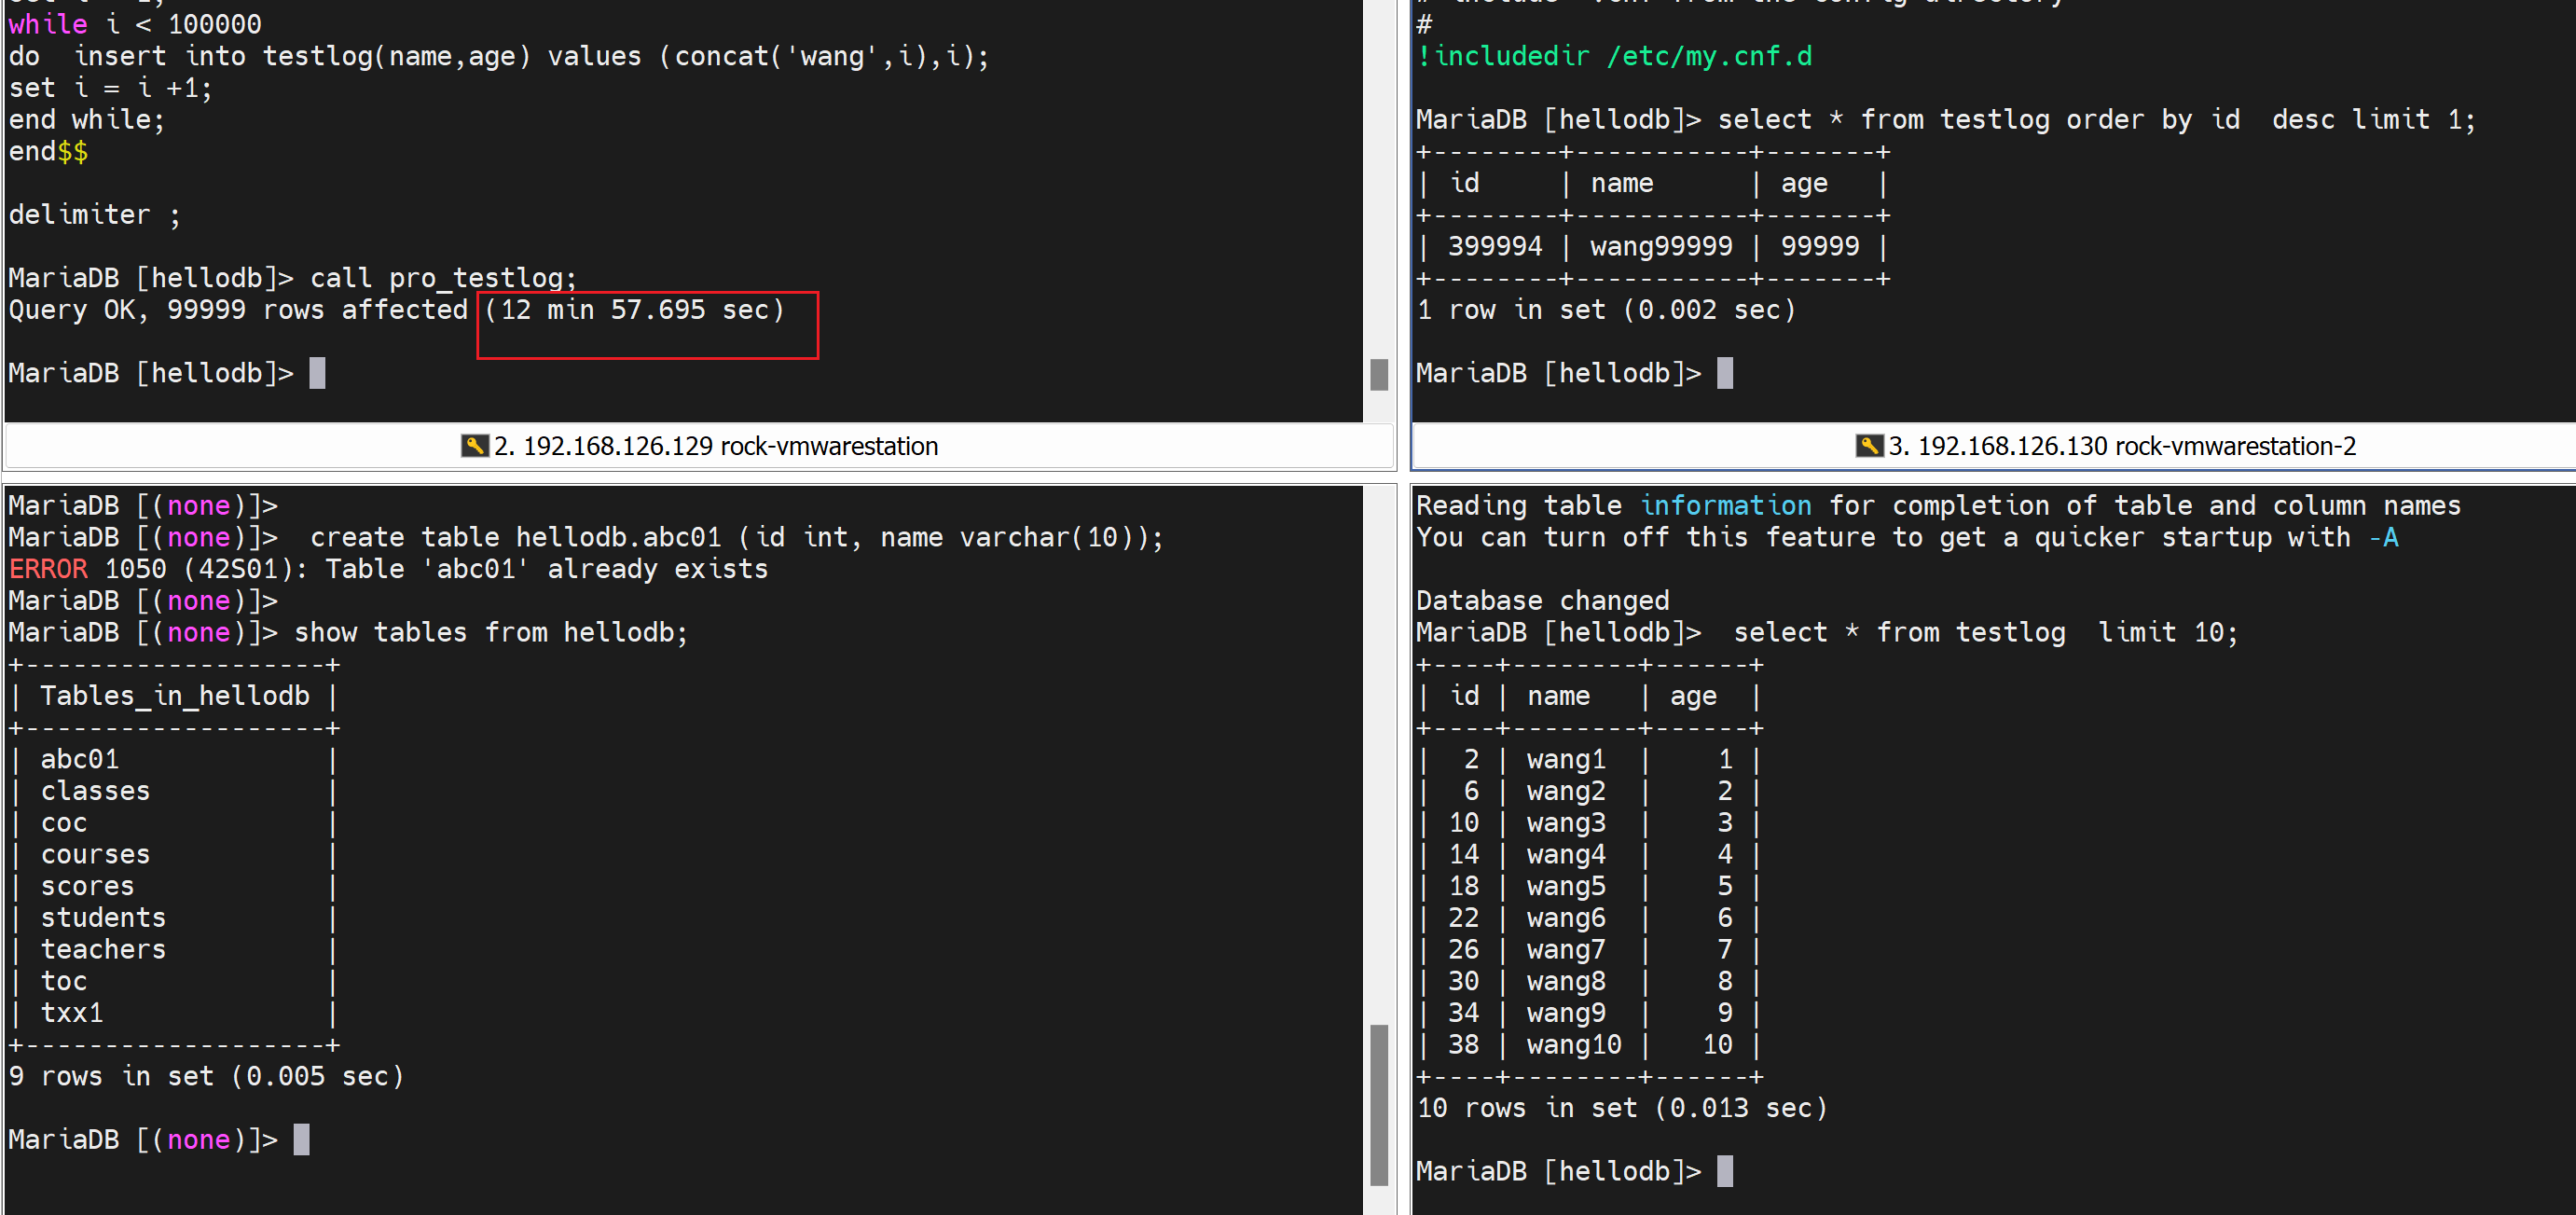 while i < 100000
do  insert into testlog(name,age) values (concat('wang',i),i);
set i = i +1;
end while;
end$$
delimiter ;
MariaDB [hellodb]> call pro_testlog;
Query OK, 99999 rows affected (12 min 57.695 sec)
MariaDB [hellodb]>
#
!includedir /etc/my.cnf.d
MariaDB [hellodb]> select * from testlog order by id  desc limit 1;
+--------+-----------+-------+
| id     | name      | age   |
+--------+-----------+-------+
| 399994 | wang99999 | 99999 |
+--------+-----------+-------+
1 row in set (0.002 sec)
MariaDB [hellodb]>
2. 192.168.126.129 rock-vmwarestation
3. 192.168.126.130 rock-vmwarestation-2
MariaDB [(none)]>
MariaDB [(none)]>  create table hellodb.abc01 (id int, name varchar(10));
ERROR 1050 (42S01): Table 'abc01' already exists
MariaDB [(none)]>
MariaDB [(none)]> show tables from hellodb;
+-------------------+
| Tables_in_hellodb |
+-------------------+
| abc01             |
| classes           |
| coc               |
| courses           |
| scores            |
| students          |
| teachers          |
| toc               |
| txx1              |
+-------------------+
9 rows in set (0.005 sec)
MariaDB [(none)]>
Reading table information for completion of table and column names
You can turn off this feature to get a quicker startup with -A
Database changed
MariaDB [hellodb]>  select * from testlog  limit 10;
+----+--------+------+
| id | name   | age  |
+----+--------+------+
|  2 | wang1  |    1 |
|  6 | wang2  |    2 |
| 10 | wang3  |    3 |
| 14 | wang4  |    4 |
| 18 | wang5  |    5 |
| 22 | wang6  |    6 |
| 26 | wang7  |    7 |
| 30 | wang8  |    8 |
| 34 | wang9  |    9 |
| 38 | wang10 |   10 |
+----+--------+------+
10 rows in set (0.013 sec)
MariaDB [hellodb]>